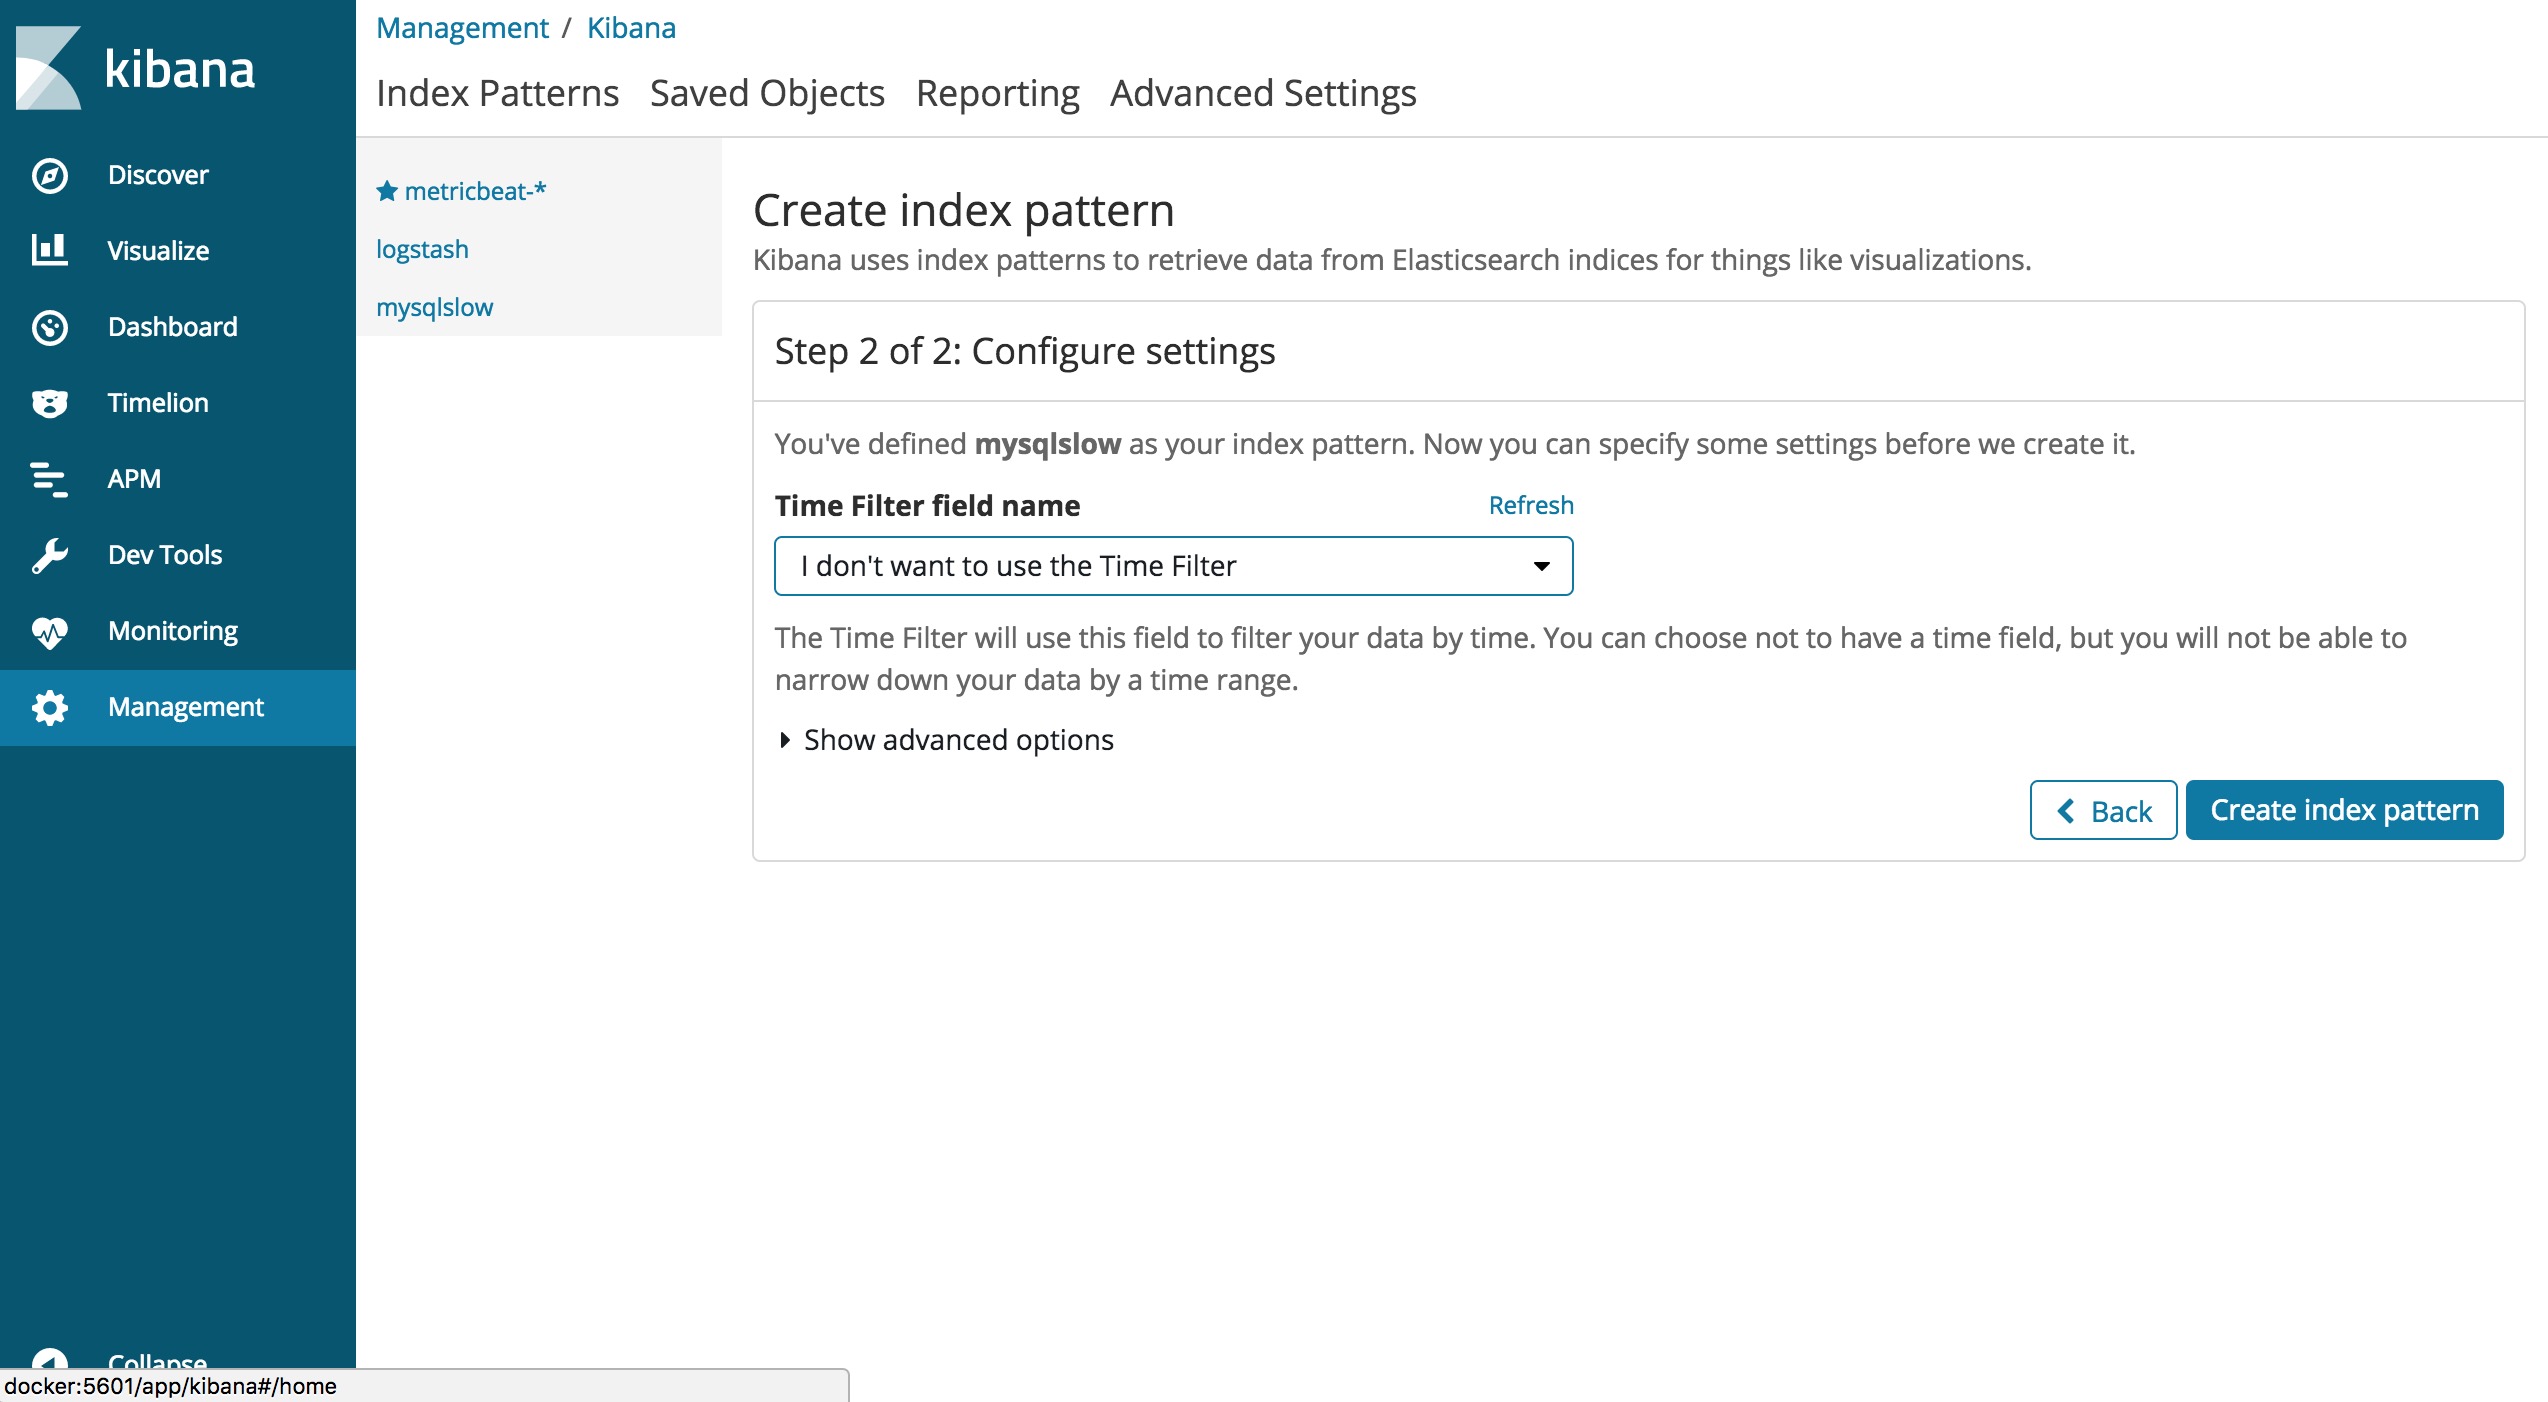 kibana
Discover
Visualize
Dashboard
Timelion
APM
Dev Tools
Monitoring
Management
Collapse
docker:5601/app/kibana#/home
Management / Kibana
Index Patterns Saved Objects Reporting Advanced Settings
metricbeat-*
logstash
mysqlslow
Create index pattern
Kibana uses index patterns to retrieve data from Elasticsearch indices for things like visualizations.
Step 2 of 2: Configure settings
You've defined mysqlslow as your index pattern. Now you can specify some settings before we create it.
Time Filter field name Refresh
I don't want to use the Time Filter
The Time Filter will use this field to filter your data by time. You can choose not to have a time field, but you will not be able to
narrow down your data by a time range.
Show advanced options
Back Create index pattern